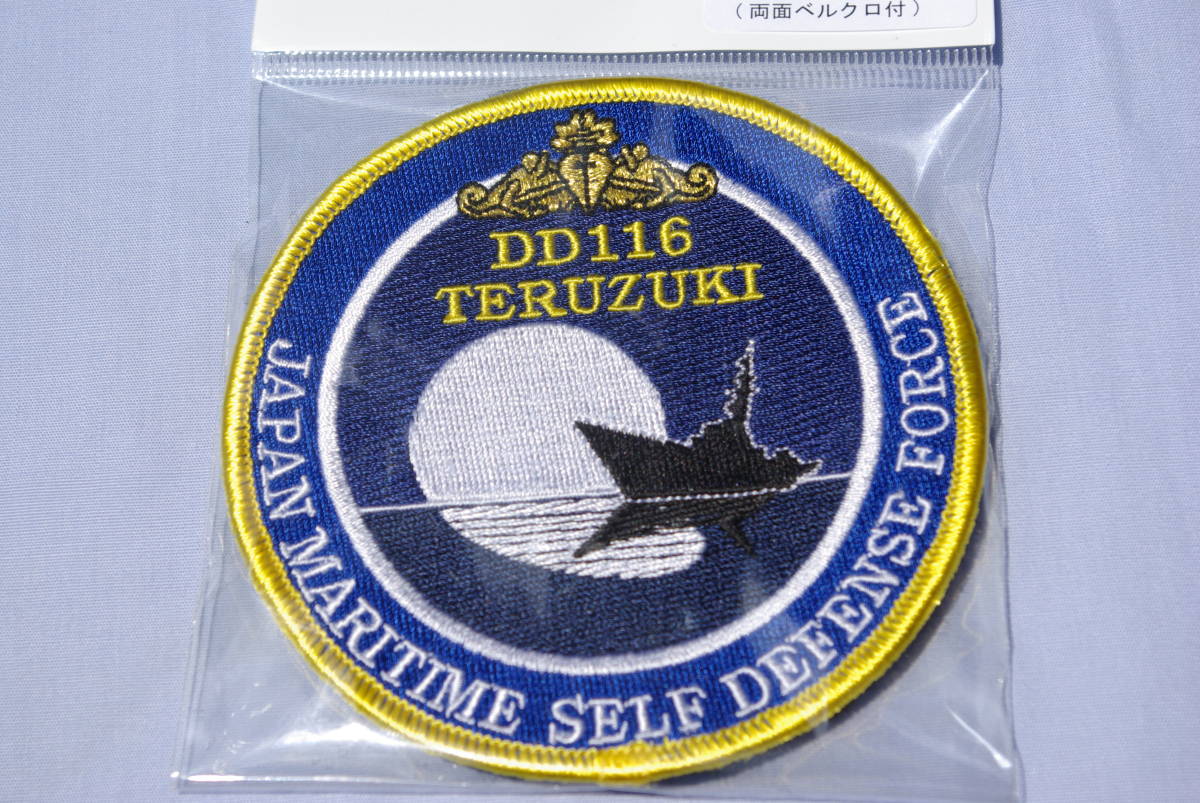 (両面ベルクロ付)
DD116
TERUZUKI
JAPAN MARITIME SELF DEFENSE FORCE